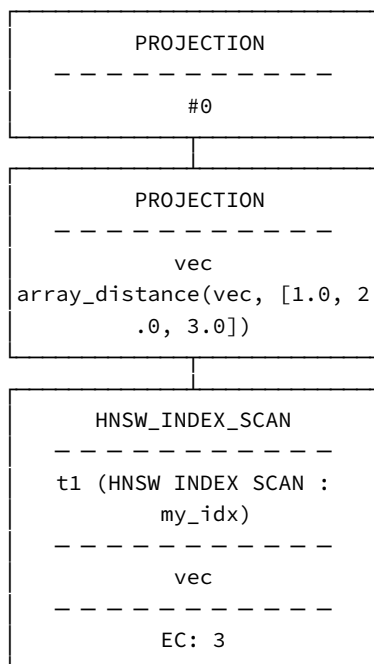 PROJECTION
#0
PROJECTION
vec
array_distance(vec, [1.0, 2
.0, 3.0])
HNSW_INDEX_SCAN
t1 (HNSW INDEX SCAN :
my_idx)
vec
EC: 3